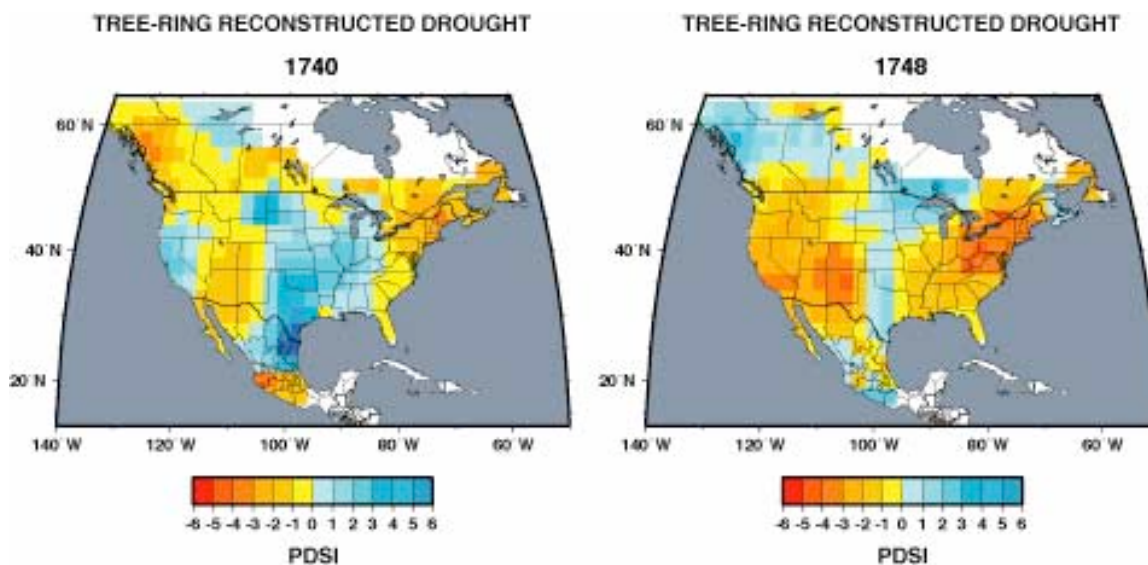 TREE-RING RECONSTRUCTED DROUGHT
1740
60°N
40°N
20°N
140°W 120°W 100°W 80°W 60°W
-6 -5 -4 -3 -2 -1 0 1 2 3 4 5 6
PDSI
TREE-RING RECONSTRUCTED DROUGHT
1748
60°N
40°N
20°N
140°W 120°W 100°W 80°W 60°W
-6 -5 -4 -3 -2 -1 0 1 2 3 4 5 6
PDSI